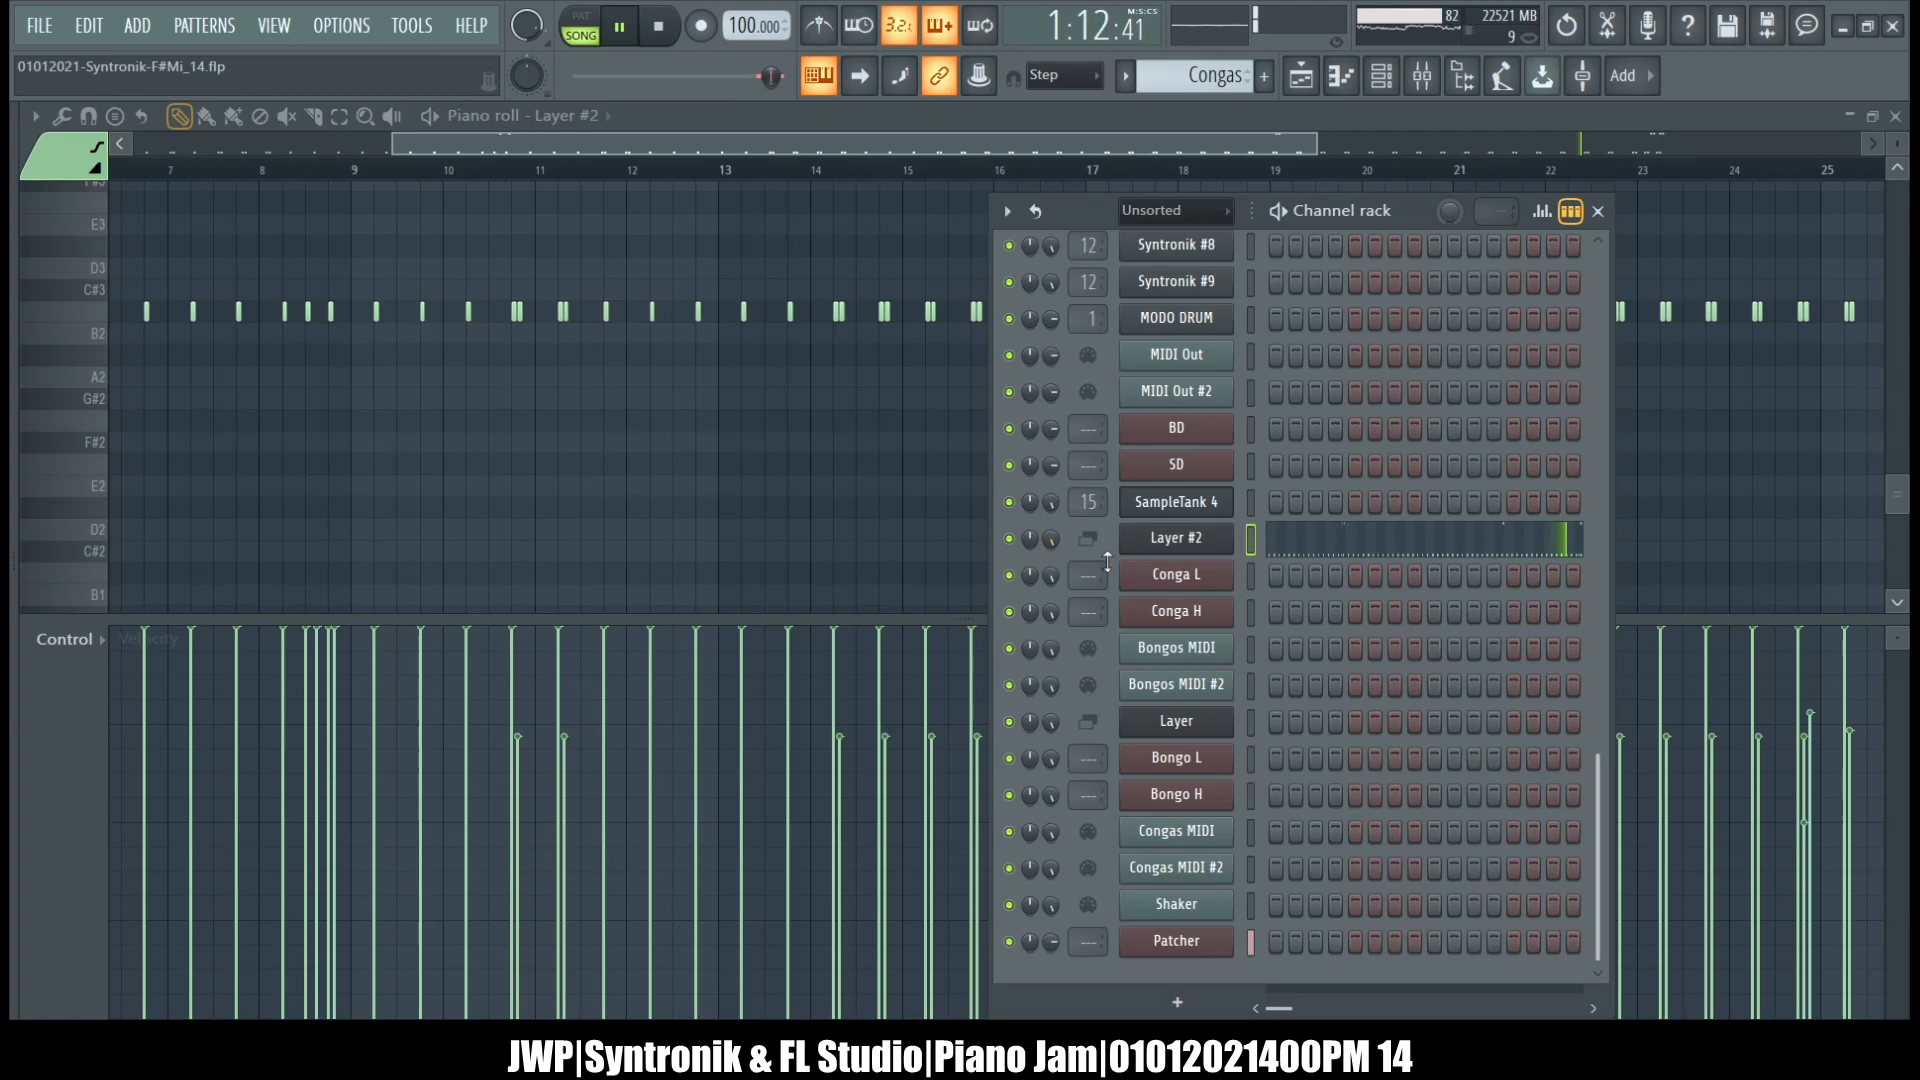 FILE EDIT ADD PATTERNS VIEW OPTIONS TOOLS HELP
PAT
SONG
100.000
3.2.
1:12:41
M:S:CS
82 22521 MB
9
01012021-Syntronik-F#Mi_14.flp
Step
Congas
Add
Piano roll - Layer #2
7 8 9 10 11 12 13 14 15 16 17 18 19 20 21 22 23 24 25
Unsorted
Channel rack
E3
D3
C#3
B2
A2
G#2
F#2
E2
D2
C#2
B1
12 Syntronik #8
12 Syntronik #9
1 MODO DRUM
MIDI Out
MIDI Out #2
--- BD
--- SD
15 SampleTank 4
Layer #2
--- Conga L
--- Conga H
Bongos MIDI
Bongos MIDI #2
Layer
--- Bongo L
--- Bongo H
Congas MIDI
Congas MIDI #2
Shaker
--- Patcher
Control
Velocity
JWP|Syntronik & FL Studio|Piano Jam|01012021400PM 14